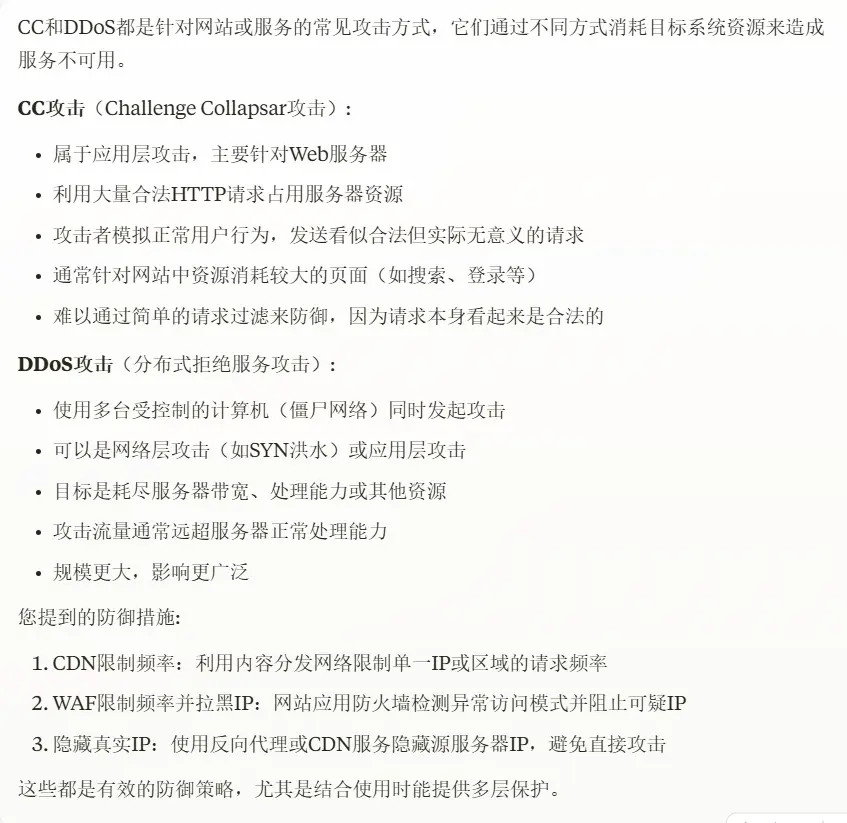 CC和DDoS都是针对网站或服务的常见攻击方式，它们通过不同方式消耗目标系统资源来造成
服务不可用。
CC攻击（Challenge Collapsar攻击）:
• 属于应用层攻击，主要针对Web服务器
• 利用大量合法HTTP请求占用服务器资源
• 攻击者模拟正常用户行为，发送看似合法但实际无意义的请求
• 通常针对网站中资源消耗较大的页面（如搜索、登录等）
• 难以通过简单的请求过滤来防御，因为请求本身看起来是合法的
DDoS攻击（分布式拒绝服务攻击）:
• 使用多台受控制的计算机（僵尸网络）同时发起攻击
• 可以是网络层攻击（如SYN洪水）或应用层攻击
• 目标是耗尽服务器带宽、处理能力或其他资源
• 攻击流量通常远超服务器正常处理能力
• 规模更大，影响更广泛
您提到的防御措施:
1. CDN限制频率：利用内容分发网络限制单一IP或区域的请求频率
2. WAF限制频率并拉黑IP：网站应用防火墙检测异常访问模式并阻止可疑IP
3. 隐藏真实IP：使用反向代理或CDN服务隐藏源服务器IP，避免直接攻击
这些都是有效的防御策略，尤其是结合使用时能提供多层保护。